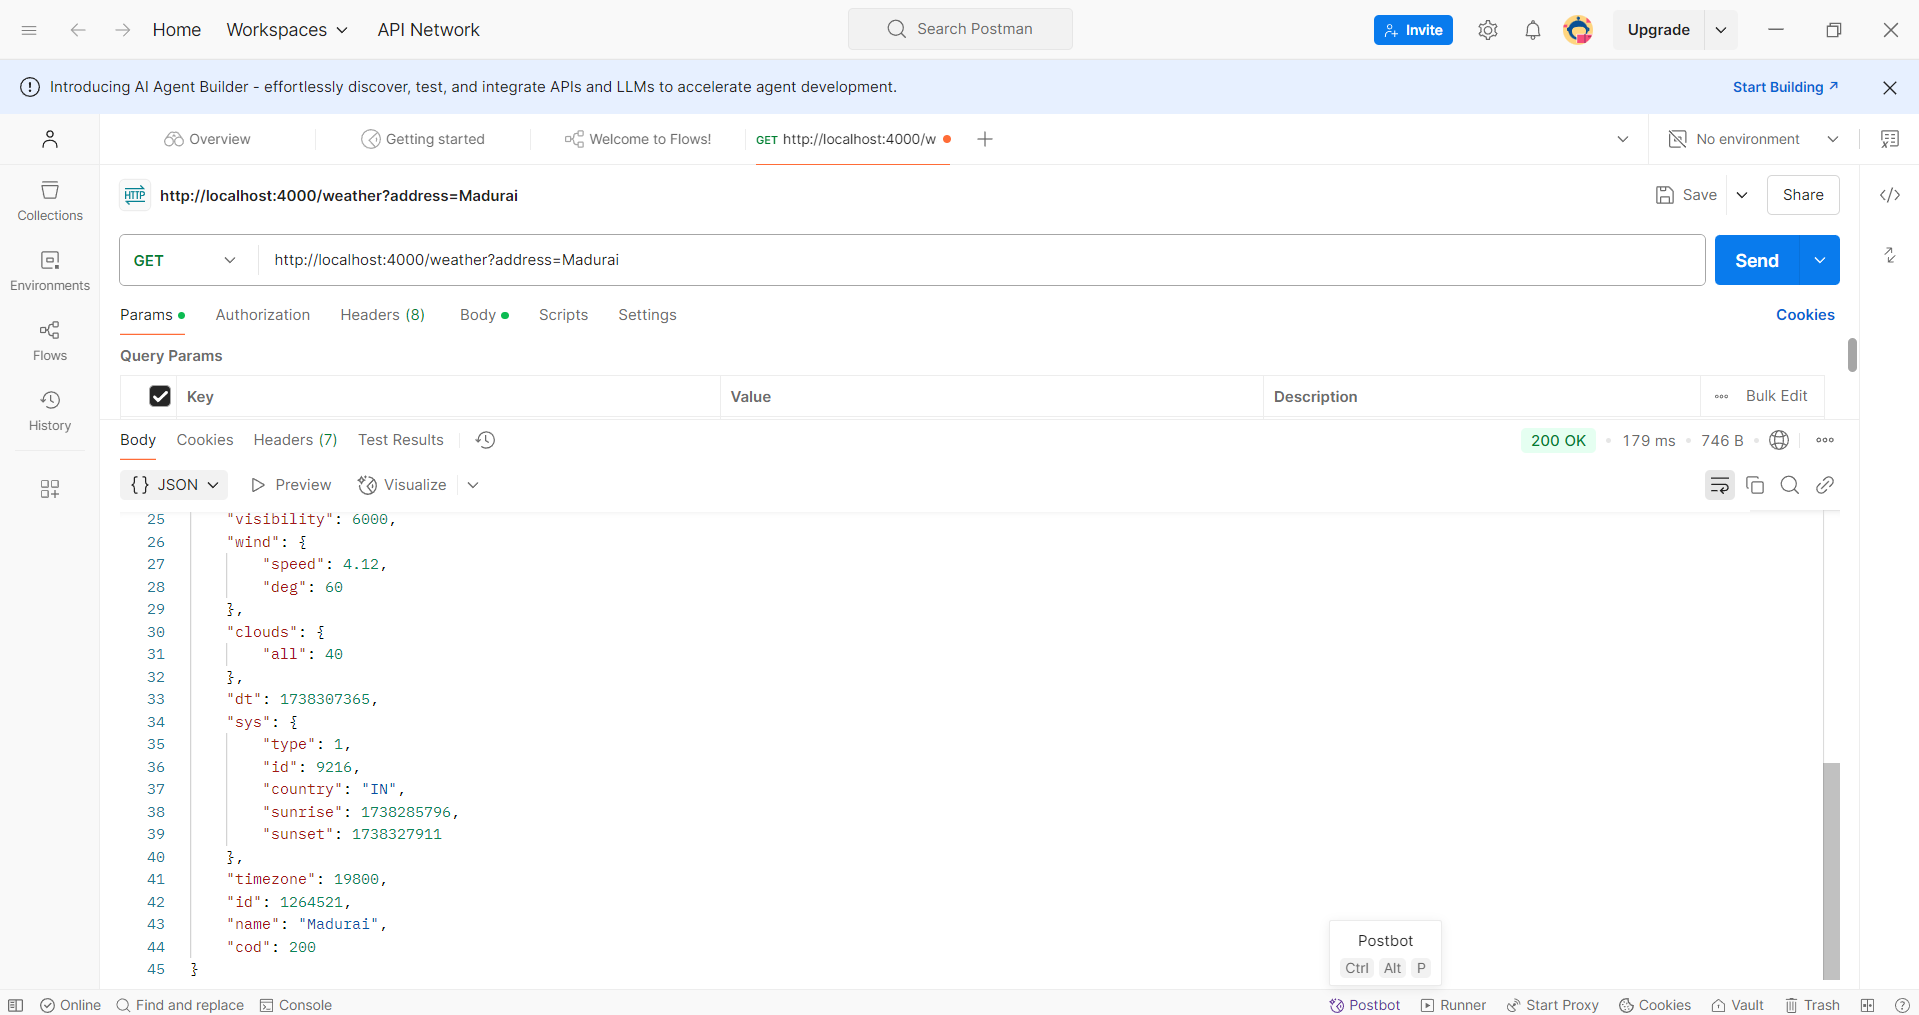 Home
Workspaces
API Network
Search Postman
Invite
Upgrade
Introducing AI Agent Builder - effortlessly discover, test, and integrate APIs and LLMs to accelerate agent development.
Start Building
Overview
Getting started
Welcome to Flows!
GET http://localhost:4000/w
No environment
Collections
Environments
Flows
History
HTTP
http://localhost:4000/weather?address=Madurai
Save
Share
GET
http://localhost:4000/weather?address=Madurai
Send
Params
Authorization
Headers (8)
Body
Scripts
Settings
Cookies
Query Params
Key
Value
Description
Bulk Edit
Body
Cookies
Headers (7)
Test Results
200 OK
179 ms
746 B
{} JSON
Preview
Visualize
25 "visibility": 6000,
26 "wind": {
27 "speed": 4.12,
28 "deg": 60
29 },
30 "clouds": {
31 "all": 40
32 },
33 "dt": 1738307365,
34 "sys": {
35 "type": 1,
36 "id": 9216,
37 "country": "IN",
38 "sunrise": 1738285796,
39 "sunset": 1738327911
40 },
41 "timezone": 19800,
42 "id": 1264521,
43 "name": "Madurai",
44 "cod": 200
45 }
Postbot
Ctrl Alt P
Online
Find and replace
Console
Postbot
Runner
Start Proxy
Cookies
Vault
Trash